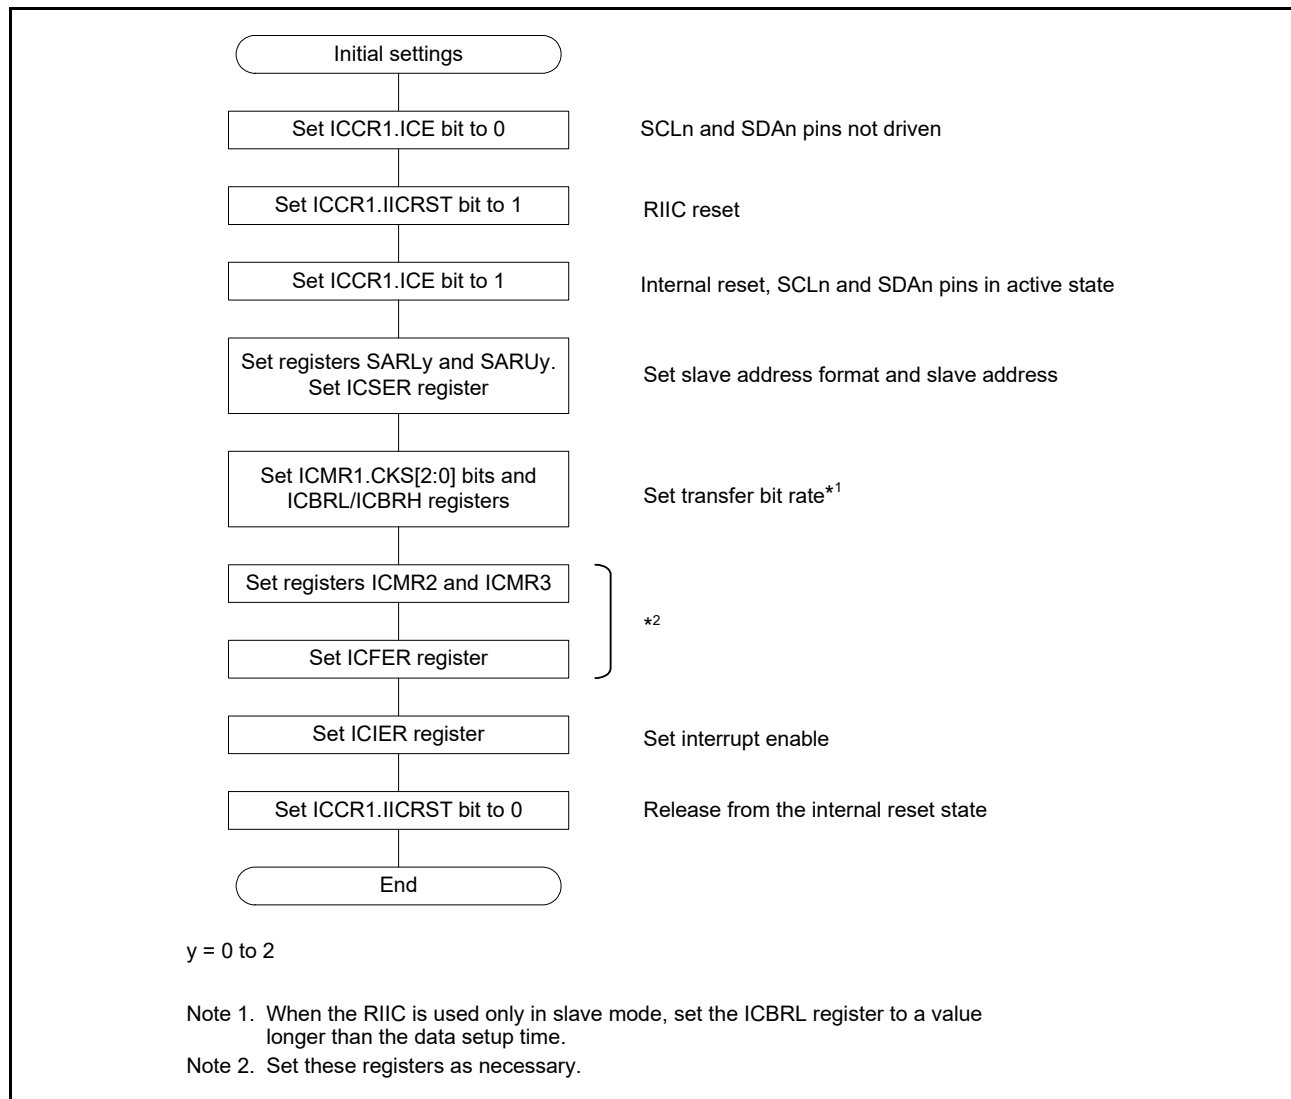 Initial settings
Set ICCR1.ICE bit to 0
SCLn and SDAn pins not driven
Set ICCR1.IICRST bit to 1
RIIC reset
Set ICCR1.ICE bit to 1
Internal reset, SCLn and SDAn pins in active state
Set registers SARLy and SARUy.
Set ICSER register
Set slave address format and slave address
Set ICMR1.CKS[2:0] bits and
ICBRL/ICBRH registers
Set transfer bit rate*1
Set registers ICMR2 and ICMR3
*2
Set ICFER register
Set ICIER register
Set interrupt enable
Set ICCR1.IICRST bit to 0
Release from the internal reset state
End
y = 0 to 2
Note 1. When the RIIC is used only in slave mode, set the ICBRL register to a value
longer than the data setup time.
Note 2. Set these registers as necessary.